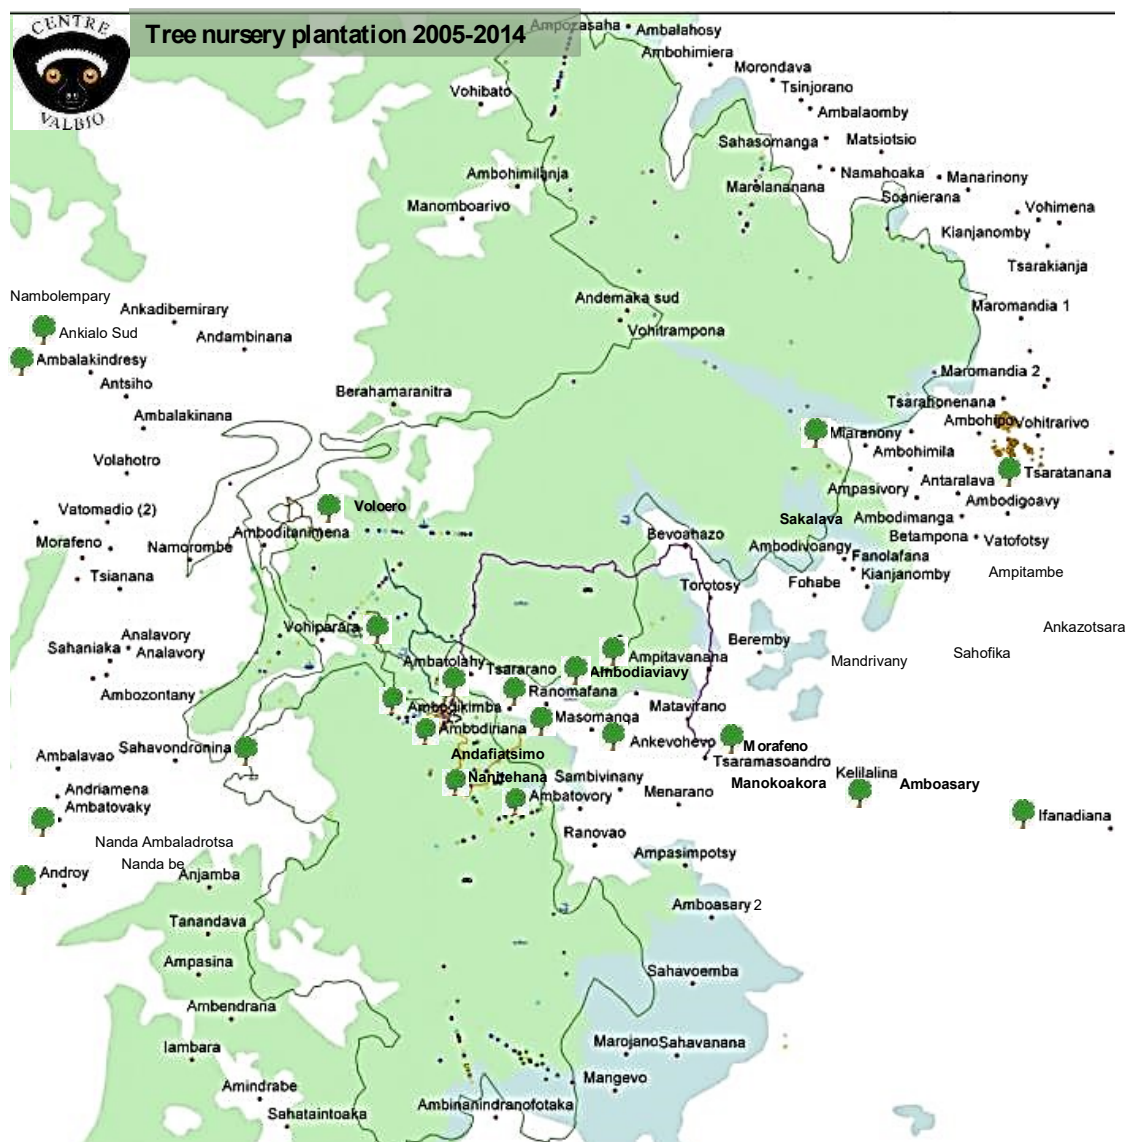 CENTRE
VALBIO
Tree nursery plantation 2005-2014
Ampozasaha
Ambalahosy
Ambohimiera
Morondava
Tsinjorano
Vohibato
Ambalaomby
Sahasomanga
Matsiotsio
Ambohimilanja
Namahoaka
Manarinony
Marolananana
Soanierana
Manomboarivo
Vohimena
Kianjanomby
Tsarakianja
Nambolempary
Andemaka sud
Ankadibemirary
Maromandia 1
Ankialo Sud
Andambinana
Vohitrampona
Ambalakindresy
Maromandia 2
Antsiho
Berahamaranitra
Tsarahonenana
Ambalakinana
Ambohipo
Vohitrarivo
Miaranony
Ambohimila
Volahotro
Tsaratanana
Antaralava
Ampasivory
Ambodigoavy
Voloero
Vatomadio (2)
Sakalava
Ambodimanga
Amboditanimena
Bevoahazo
Betampona
Vatofotsy
Morafeno
Namorombe
Ambodivoangy
Fanolafana
Tsianana
Torotosy
Fohabe
Kianjanomby
Ampitambe
Vohiparara
Ankazotsara
Analavory
Beremby
Sahaniaka
Analavory
Ambatolahy
Ampitavanana
Mandrivany
Sahofika
Tsararano
Ambodiaviavy
Ambozontany
Ranomafana
Ambodikimba
Matavirano
Masomanga
Ambodiriana
Ankevohevo
Morafeno
Ambalavao
Sahavondronina
Andafiatsimo
Tsaramasoandro
Nanitehana
Sambivinany
Kelilalina
Manokoakora
Amboasary
Andriamena
Ambatovory
Menarano
Ambatovaky
Ifanadiana
Ranovao
Nanda Ambaladrotsa
Ampasimpotsy
Nanda be
Androy
Anjamba
Amboasary 2
Tanandava
Ampasina
Sahavoemba
Ambendrana
Iambara
Marojano
Sahavanana
Mangevo
Amindrabe
Ambinanindranofotaka
Sahataintoaka